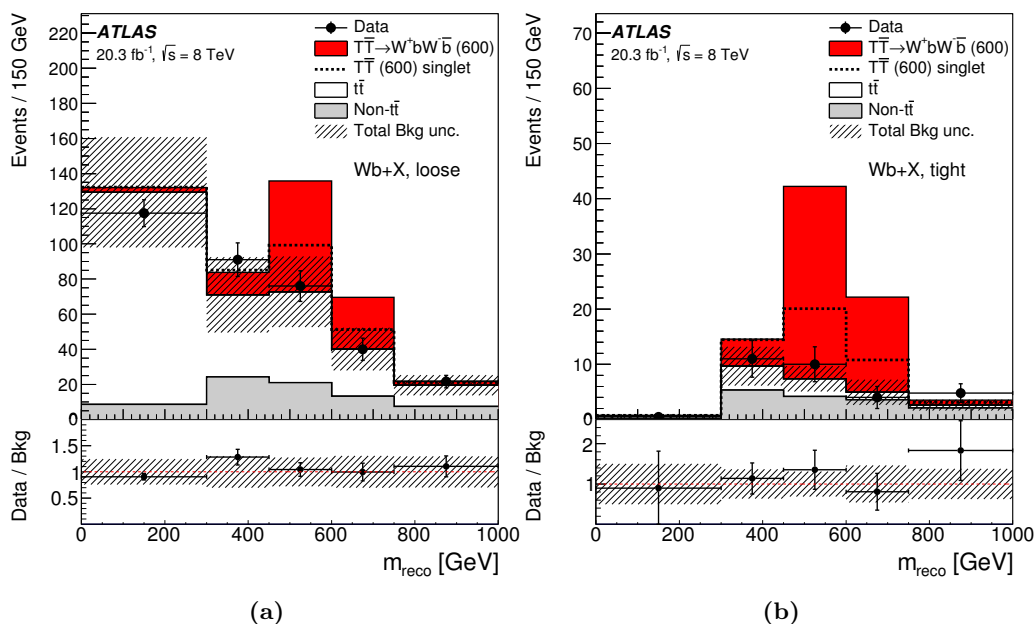 ATLAS
20.3 fb⁻¹, √s = 8 TeV
Data
TT̅→W⁺bW⁻b̅ (600)
TT̅ (600) singlet
tt̅
Non-tt̅
Total Bkg unc.
Wb+X, loose
Events / 150 GeV
220
200
180
160
140
120
100
80
60
40
20
0
Data / Bkg
1.5
1
0.5
0 200 400 600 800 1000
m_reco [GeV]
(a)
ATLAS
20.3 fb⁻¹, √s = 8 TeV
Data
TT̅→W⁺bW⁻b̅ (600)
TT̅ (600) singlet
tt̅
Non-tt̅
Total Bkg unc.
Wb+X, tight
Events / 150 GeV
70
60
50
40
30
20
10
0
Data / Bkg
2
1
0 200 400 600 800 1000
m_reco [GeV]
(b)